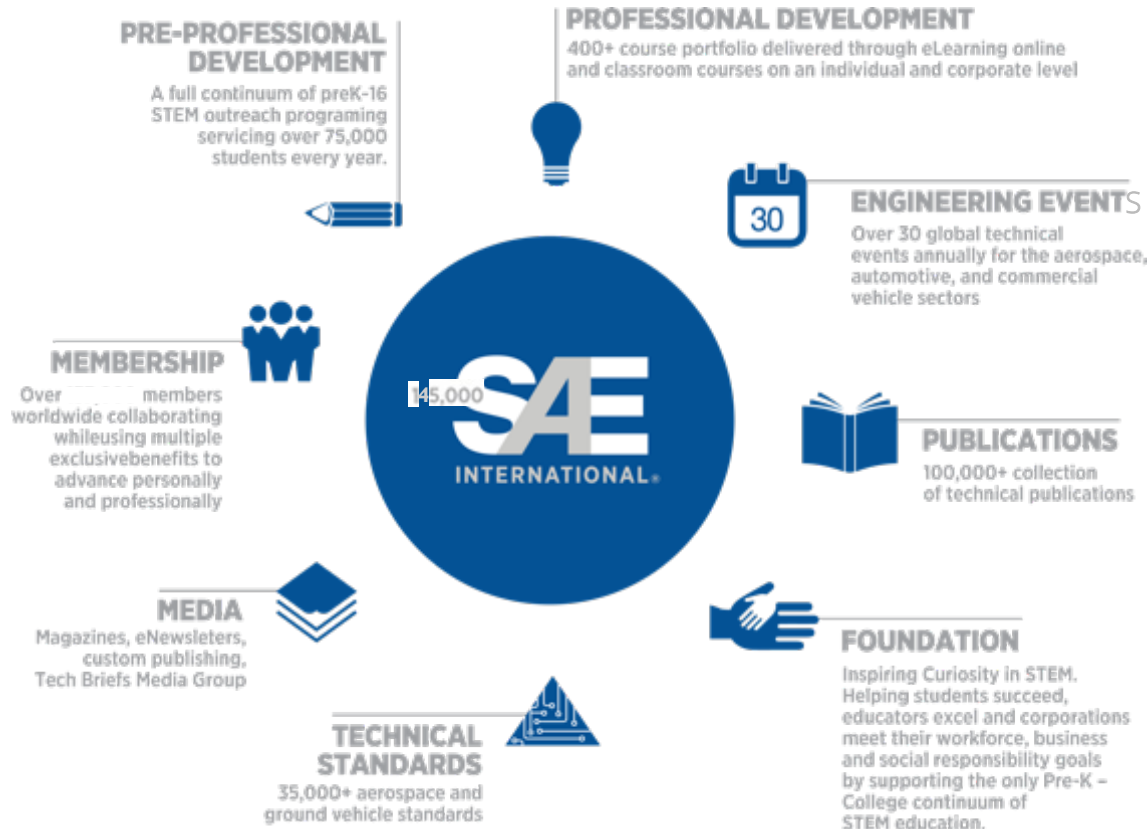 PRE-PROFESSIONAL
DEVELOPMENT
A full continuum of preK-16
STEM outreach programing
servicing over 75,000
students every year.
PROFESSIONAL DEVELOPMENT
400+ course portfolio delivered through eLearning online
and classroom courses on an individual and corporate level
30
ENGINEERING EVENTS
Over 30 global technical
events annually for the aerospace,
automotive, and commercial
vehicle sectors
MEMBERSHIP
Over members
worldwide collaborating
whileusing multiple
exclusivebenefits to
advance personally
and professionally
145,000
SAE
INTERNATIONAL®
PUBLICATIONS
100,000+ collection
of technical publications
MEDIA
Magazines, eNewsleters,
custom publishing,
Tech Briefs Media Group
TECHNICAL
STANDARDS
35,000+ aerospace and
ground vehicle standards
FOUNDATION
Inspiring Curiosity in STEM.
Helping students succeed,
educators excel and corporations
meet their workforce, business
and social responsibility goals
by supporting the only Pre-K –
College continuum of
STEM education.